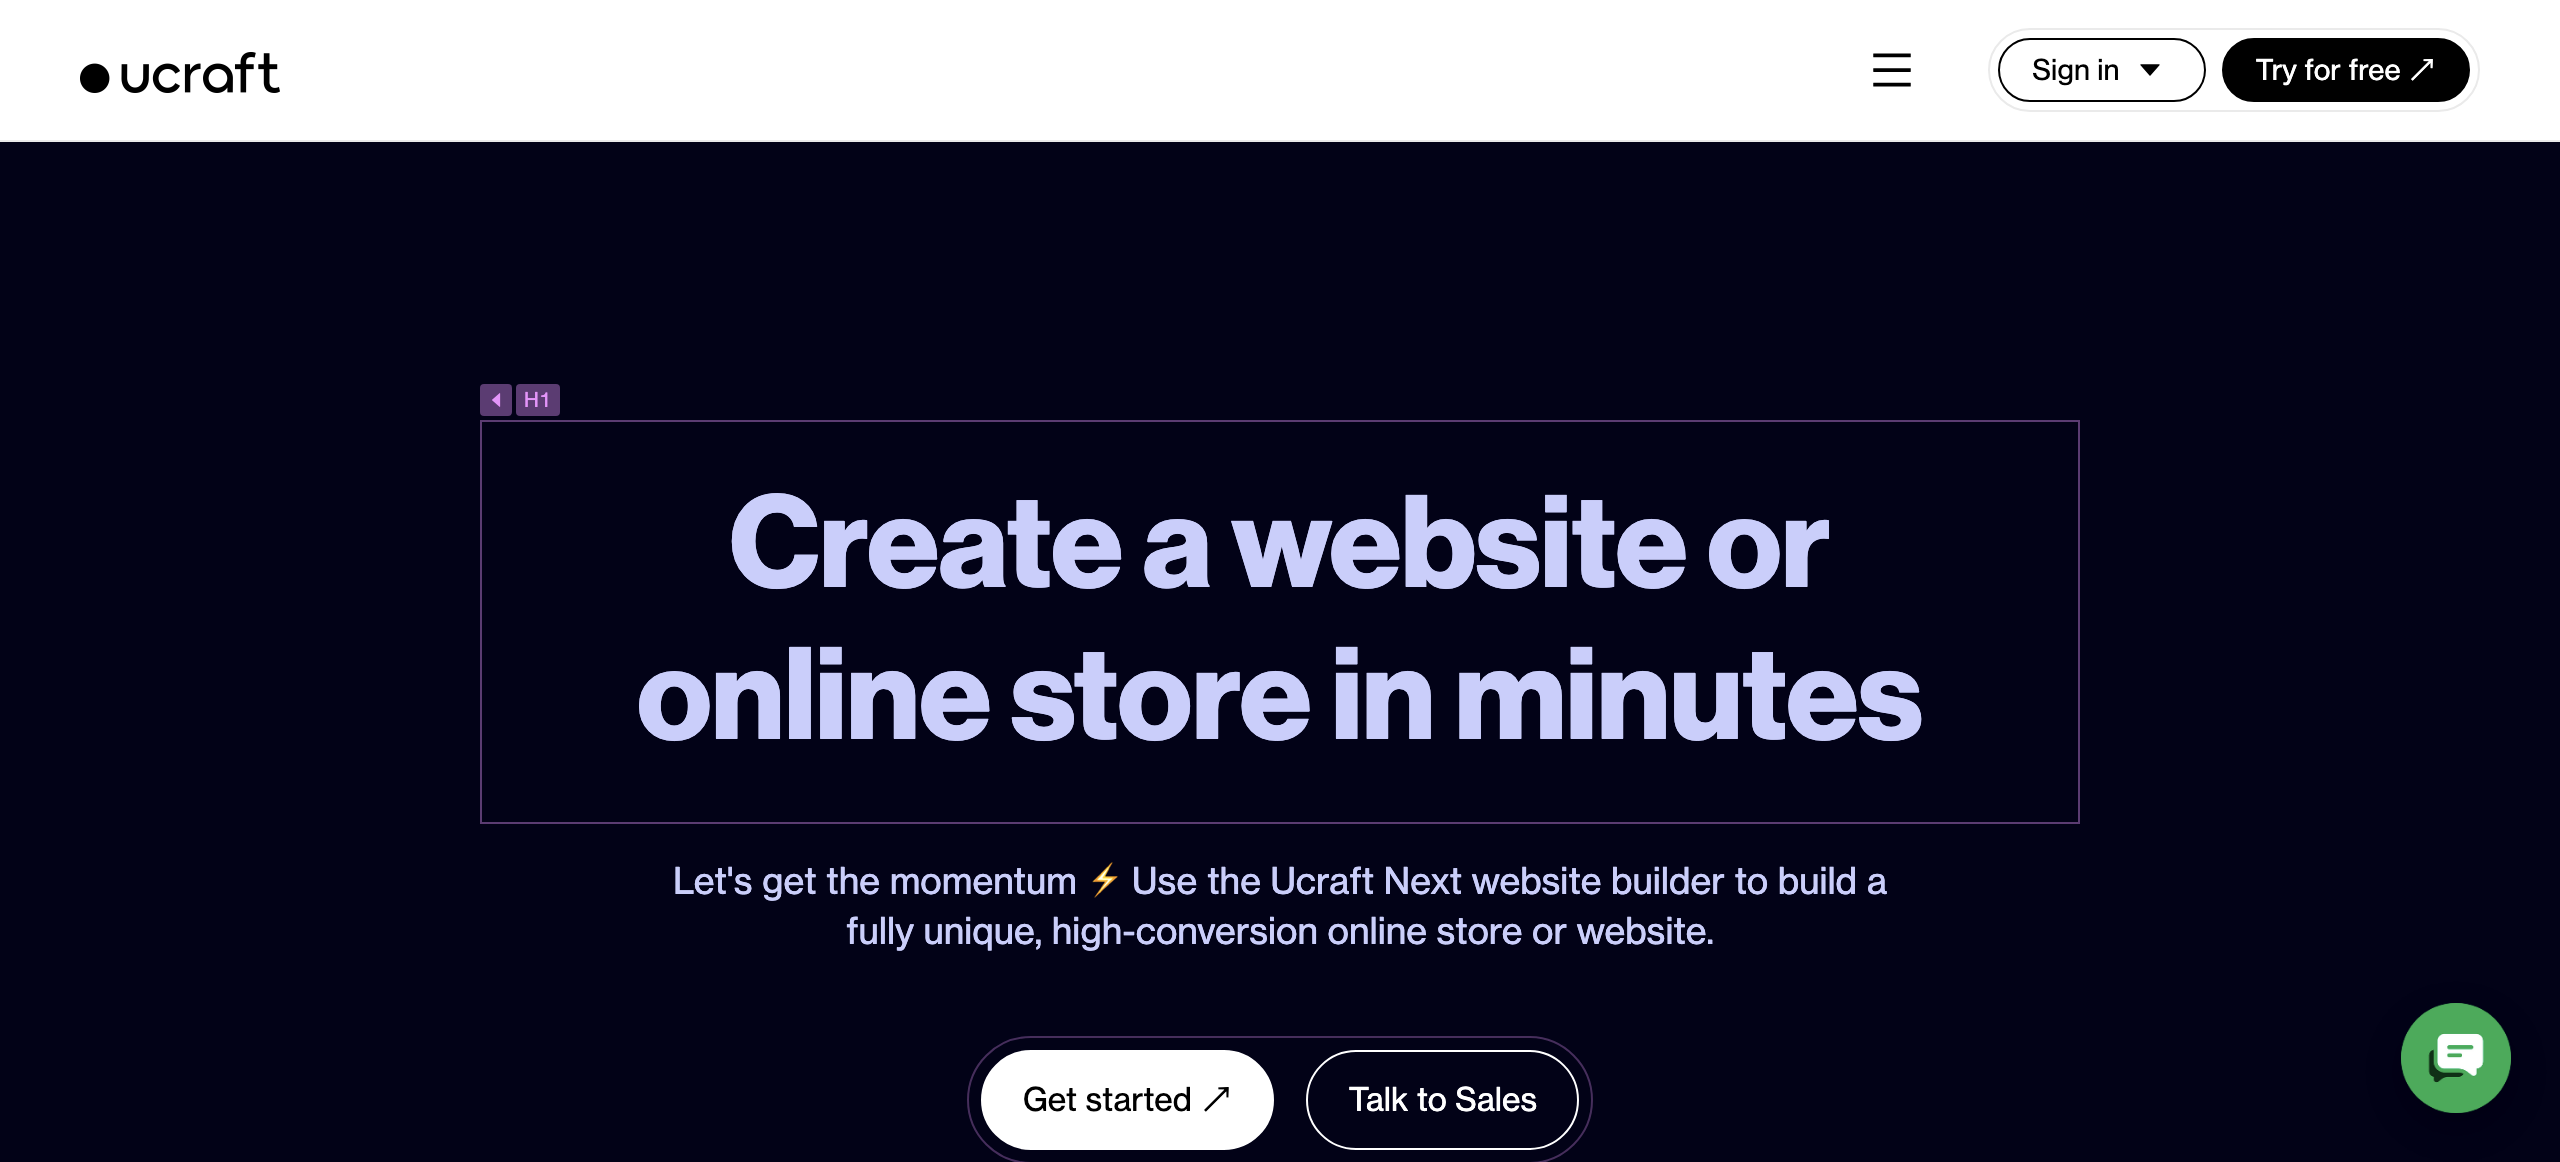 ucraft
Sign in
Try for free ↗
H1
Create a website or
online store in minutes
Let's get the momentum ⚡ Use the Ucraft Next website builder to build a
fully unique, high-conversion online store or website.
Get started ↗
Talk to Sales